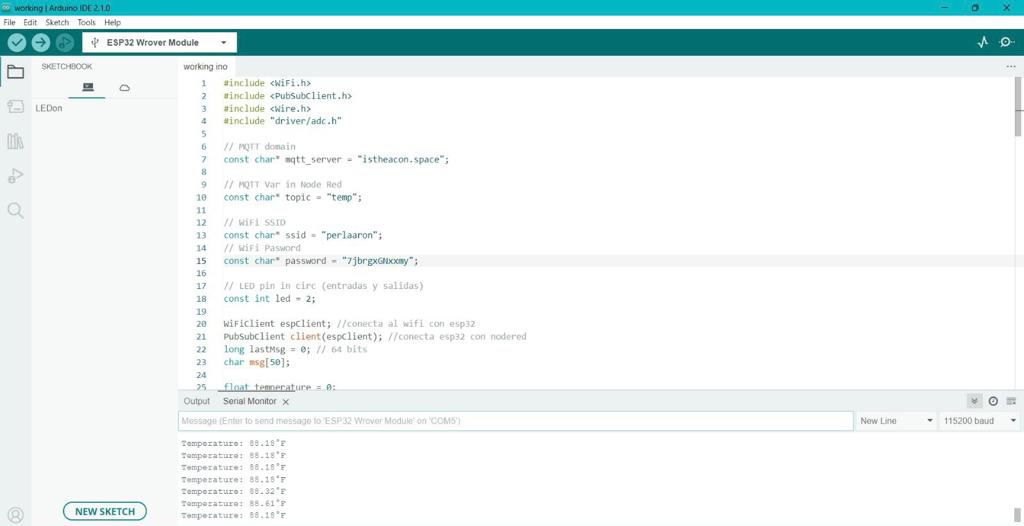 working | Arduino IDE 2.1.0
File Edit Sketch Tools Help
ESP32 Wrover Module
SKETCHBOOK
LEDon
NEW SKETCH
working ino
1 #include <WiFi.h>
2 #include <PubSubClient.h>
3 #include <Wire.h>
4 #include "driver/adc.h"
5
6 // MQTT domain
7 const char* mqtt_server = "istheacon.space";
8
9 // MQTT Var in Node Red
10 const char* topic = "temp";
11
12 // WiFi SSID
13 const char* ssid = "perlaaron";
14 // WiFi Pasword
15 const char* password = "7jbrgxGNxxmy";
16
17 // LED pin in circ (entradas y salidas)
18 const int led = 2;
19
20 WiFiClient espClient; //conecta al wifi con esp32
21 PubSubClient client(espClient); //conecta esp32 con nodered
22 long lastMsg = 0; // 64 bits
23 char msg[50];
24
25 float temperature = 0;
Output Serial Monitor x
Message (Enter to send message to 'ESP32 Wrover Module' on 'COM5')
New Line
115200 baud
Temperature: 88.18°F
Temperature: 88.18°F
Temperature: 88.18°F
Temperature: 88.18°F
Temperature: 88.32°F
Temperature: 88.61°F
Temperature: 88.18°F